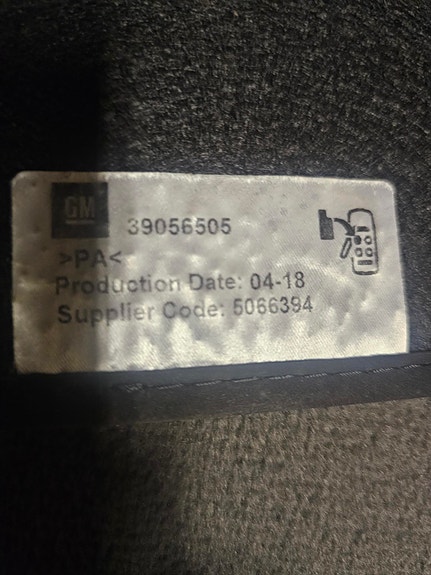 GM
39056505
>PA<
Production Date: 04-18
Supplier Code: 5066394